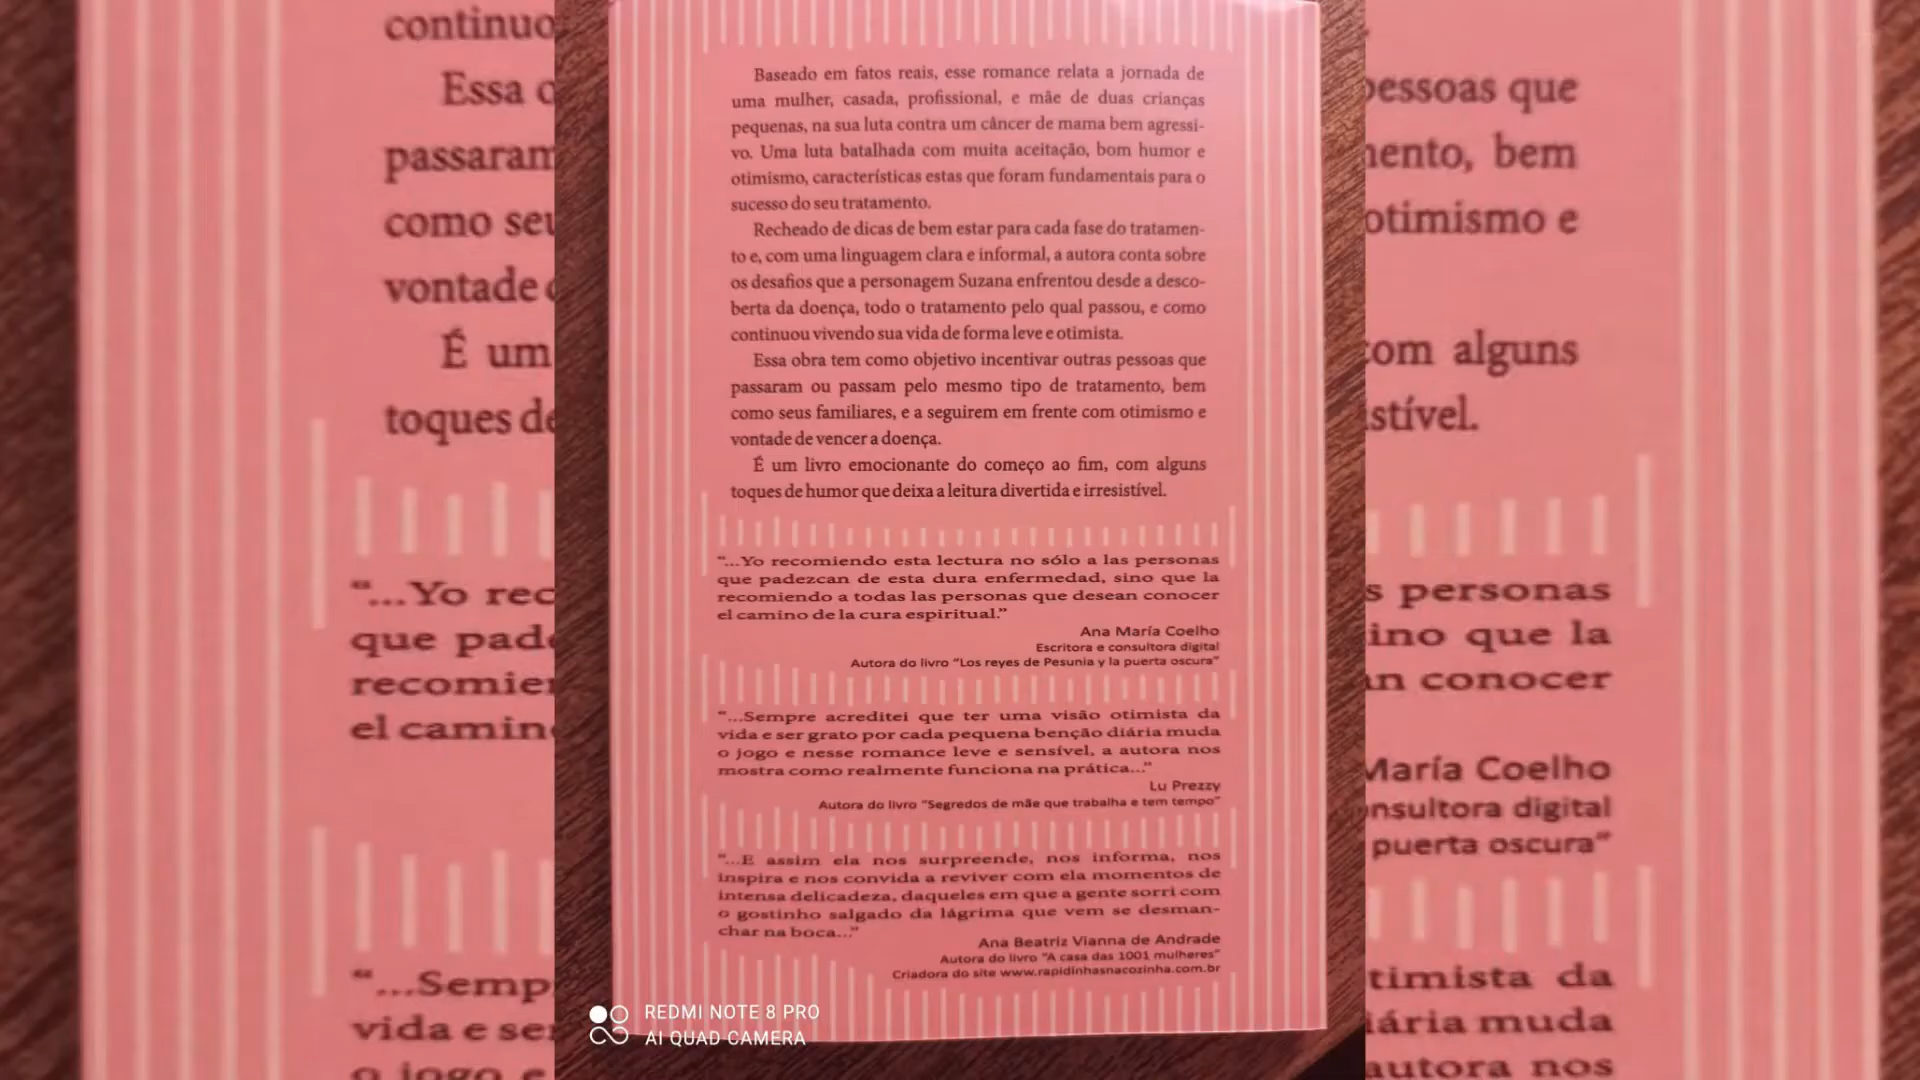 Baseado em fatos reais, esse romance relata a jornada de
uma mulher, casada, profissional, e mãe de duas crianças
pequenas, na sua luta contra um câncer de mama bem agressi-
vo. Uma luta batalhada com muita aceitação, bom humor e
otimismo, características estas que foram fundamentais para o
sucesso do seu tratamento.
Recheado de dicas de bem estar para cada fase do tratamen-
to e, com uma linguagem clara e informal, a autora conta sobre
os desafios que a personagem Suzana enfrentou desde a desco-
berta da doença, todo o tratamento pelo qual passou, e como
continuou vivendo sua vida de forma leve e otimista.
Essa obra tem como objetivo incentivar outras pessoas que
passaram ou passam pelo mesmo tipo de tratamento, bem
como seus familiares, e a seguirem em frente com otimismo e
vontade de vencer a doença.
É um livro emocionante do começo ao fim, com alguns
toques de humor que deixa a leitura divertida e irresistível.
"...Yo recomiendo esta lectura no sólo a las personas
que padezcan de esta dura enfermedad, sino que la
recomiendo a todas las personas que desean conocer
el camino de la cura espiritual."
Ana María Coelho
Escritora e consultora digital
Autora do livro "Los reyes de Pesunia y la puerta oscura"
"...Sempre acreditei que ter uma visão otimista da
vida e ser grato por cada pequena benção diária muda
o jogo e nesse romance leve e sensível, a autora nos
mostra como realmente funciona na prática..."
Lu Prezzy
Autora do livro "Segredos de mãe que trabalha e tem tempo"
"...E assim ela nos surpreende, nos informa, nos
inspira e nos convida a reviver com ela momentos de
intensa delicadeza, daqueles em que a gente sorri com
o gostinho salgado da lágrima que vem se desman-
char na boca..."
Ana Beatriz Vianna de Andrade
Autora do livro "A casa das 1001 mulheres"
Criadora do site www.rapidinhasnacozinha.com.br
REDMI NOTE 8 PRO
AI QUAD CAMERA